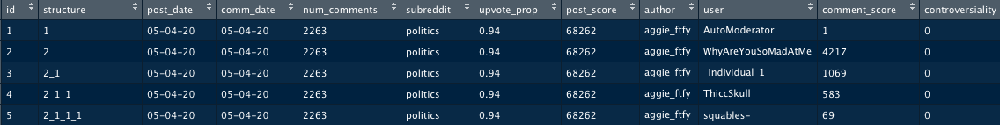 id structure post_date comm_date num_comments subreddit upvote_prop post_score author user comment_score controversiality
1 1 05-04-20 05-04-20 2263 politics 0.94 68262 aggie_ftfy AutoModerator 1 0
2 2 05-04-20 05-04-20 2263 politics 0.94 68262 aggie_ftfy WhyAreYouSoMadAtMe 4217 0
3 2_1 05-04-20 05-04-20 2263 politics 0.94 68262 aggie_ftfy _Individual_1 1069 0
4 2_1_1 05-04-20 05-04-20 2263 politics 0.94 68262 aggie_ftfy ThiccSkull 583 0
5 2_1_1_1 05-04-20 05-04-20 2263 politics 0.94 68262 aggie_ftfy squables- 69 0